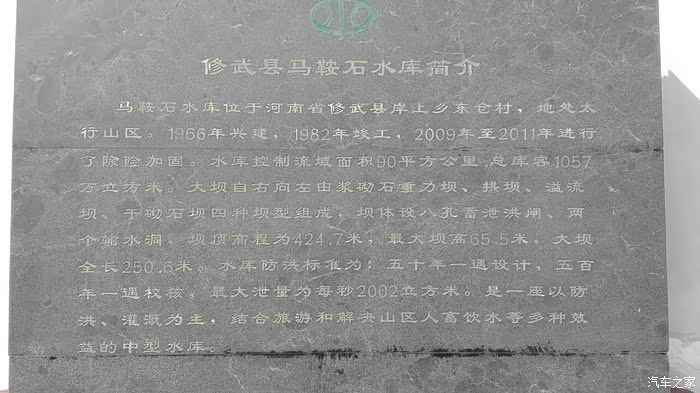 修武县马鞍石水库简介
马鞍石水库位于河南省修武县岸上乡东仓村，地处太
行山区。1966年兴建，1982年竣工，2009年至2011年进行
了除险加固。水库控制流域面积90平方公里,总库容1057
万立方米。大坝自右向左由浆砌石重力坝、拱坝、溢流
坝、干砌石坝四种坝型组成，坝体设八孔蓄泄洪闸、两
个输水洞，坝顶高程为424.7米，最大坝高65.5米，大坝
全长250.6米。水库防洪标准为：五十年一遇设计，五百
年一遇校核，最大泄量为每秒2002立方米。是一座以防
洪、灌溉为主，结合旅游和解决山区人畜饮水等多种效
益的中型水库。
汽车之家